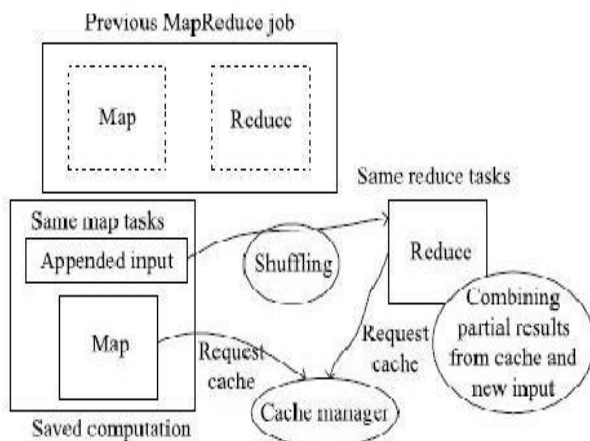 Previous MapReduce job
Map
Reduce
Same reduce tasks
Same map tasks
Appended input
Shuffling
Reduce
Map
Request
cache
Request
cache
Combining
partial results
from cache and
new input
Cache manager
Saved computation